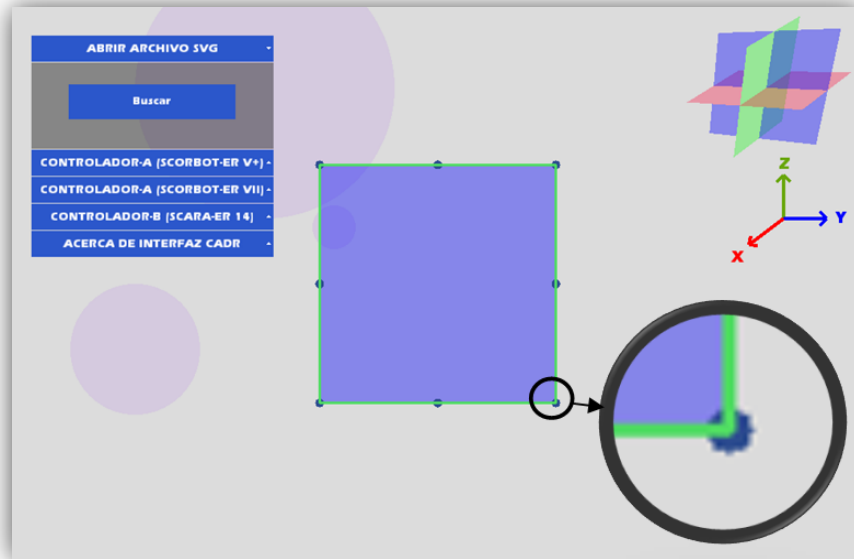 ABRIR ARCHIVO SVG
Buscar
CONTROLADOR-A (SCORBOT-ER V+)
CONTROLADOR-A (SCORBOT-ER VII)
CONTROLADOR-B (SCARA-ER 14)
ACERCA DE INTERFAZ CADR
Z
Y
X